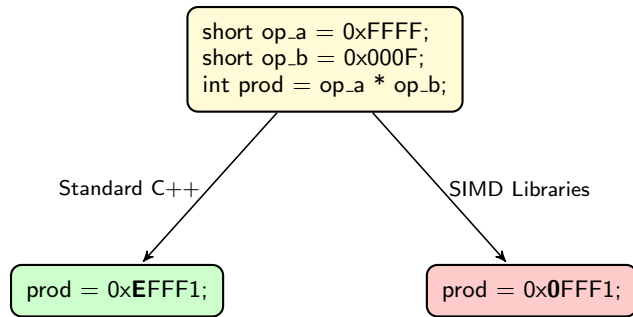 short op_a = 0xFFFF;
short op_b = 0x000F;
int prod = op_a * op_b;
Standard C++
SIMD Libraries
prod = 0xEFFF1;
prod = 0x0FFF1;